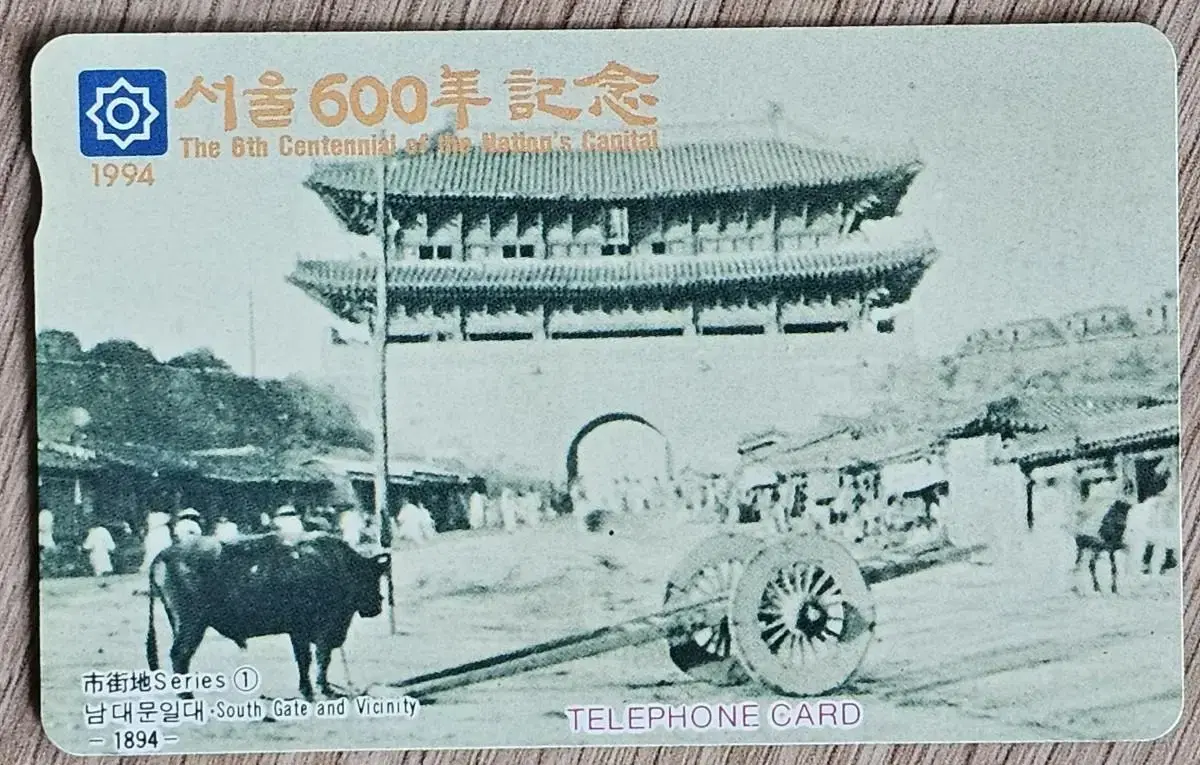 서울 600年 記念
The 6th Centennial of the Nation's Capital
1994
市街地Series ①
남대문일대·South Gate and Vicinity
- 1894 -
TELEPHONE CARD